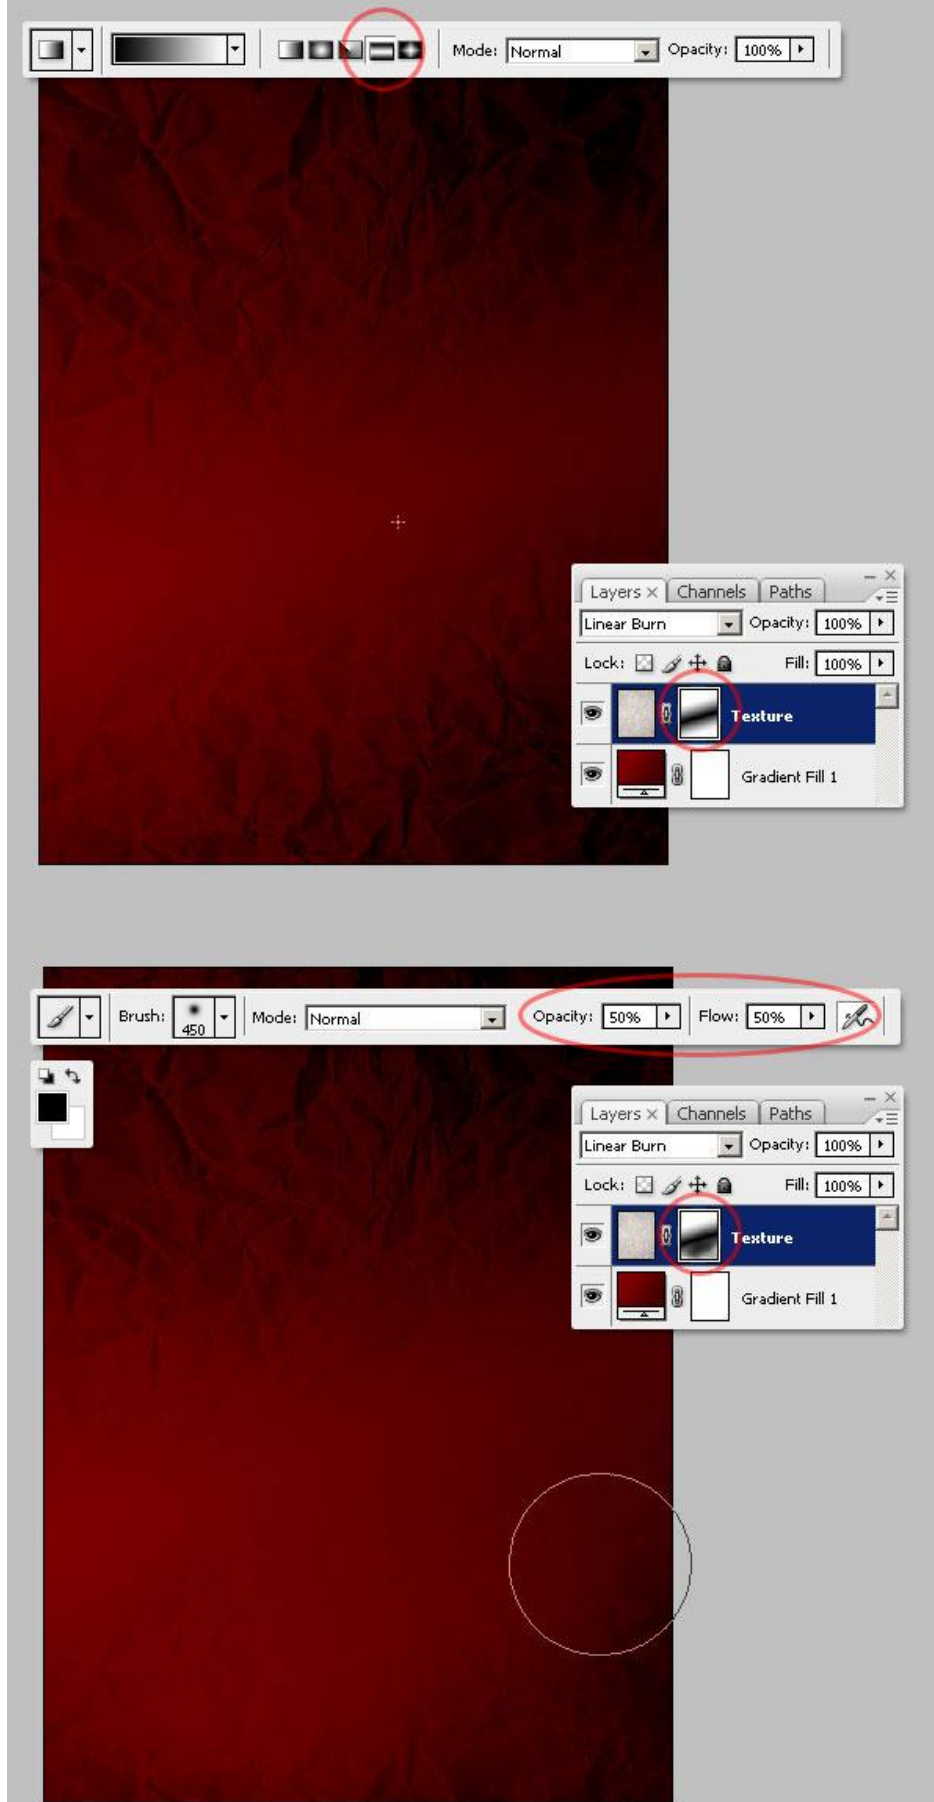 Mode: Normal Opacity: 100%
Layers × Channels Paths
Linear Burn Opacity: 100%
Lock: Fill: 100%
Texture
Gradient Fill 1
Brush: 450 Mode: Normal Opacity: 50% Flow: 50%
Layers × Channels Paths
Linear Burn Opacity: 100%
Lock: Fill: 100%
Texture
Gradient Fill 1